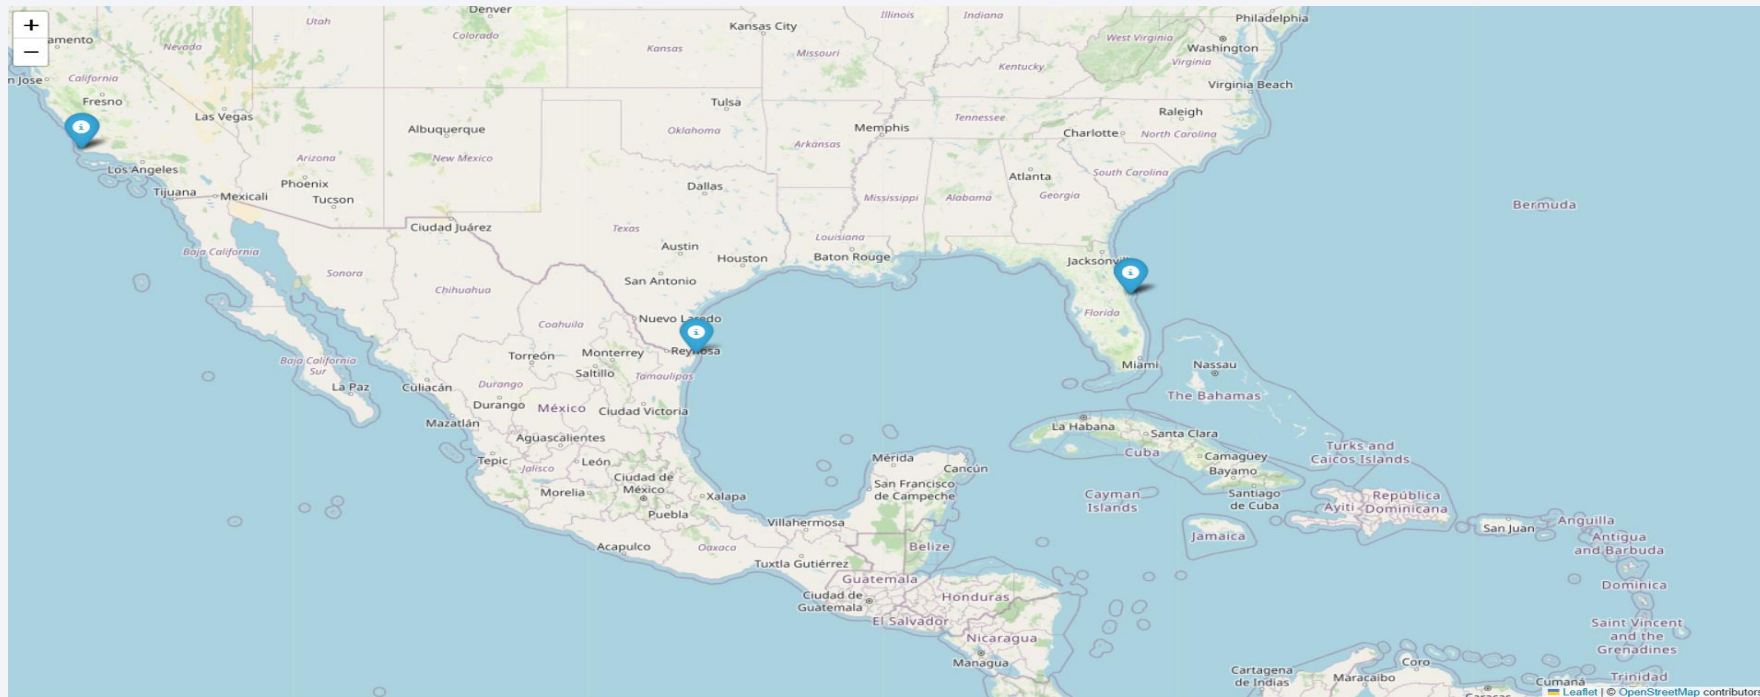 +
−
Utah
Denver
Colorado
Kansas City
Kansas
Missouri
Illinois
Indiana
Philadelphia
West Virginia
Washington
Virginia
Kentucky
Virginia Beach
Nevada
California
Fresno
Las Vegas
Tulsa
Albuquerque
Oklahoma
Memphis
Tennessee
Raleigh
Charlotte
North Carolina
Arkansas
Arizona
New Mexico
Los Angeles
Phoenix
Tijuana
Mexicali
Tucson
Dallas
Atlanta
South Carolina
Mississippi
Alabama
Georgia
Bermuda
Ciudad Juárez
Texas
Louisiana
Austin
Houston
Baton Rouge
Baja California
Sonora
San Antonio
Chihuahua
Florida
Coahuila
Torreón
Monterrey
Saltillo
Tamaulipas
Baja California
Sur
La Paz
Culiacán
Durango
Durango
México
Ciudad Victoria
Mazatlán
Miami
Nassau
The Bahamas
Aguascalientes
Tepic
Jalisco
León
Ciudad de
México
Morelia
Puebla
Xalapa
Mérida
Cancún
San Francisco
de Campeche
La Habana
Santa Clara
Cuba
Camaguey
Bayamo
Santiago
de Cuba
Turks and
Caicos Islands
Cayman
Islands
Jamaica
Ayiti
República
Dominicana
San Juan
Anguilla
Antigua
and Barbuda
Acapulco
Oaxaca
Villahermosa
Tuxtla Gutiérrez
Belize
Guatemala
Ciudad de
Guatemala
Honduras
El Salvador
Nicaragua
Managua
Dominica
Saint Vincent
and the
Grenadines
Cartagena
de Indias
Maracaibo
Coro
Cumaná
Trinidad
Leaflet | © OpenStreetMap contributor